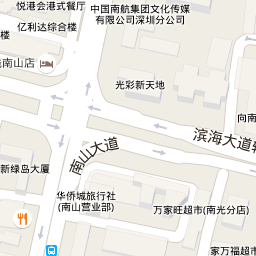 悦港会港式餐厅
亿利达综合楼
中国南航集团文化传媒
有限公司深圳分公司
南山店
光彩新天地
向南
滨海大道
南山大道
新绿岛大厦
华侨城旅行社
(南山营业部)
万家旺超市(南光分店)
家万福超市